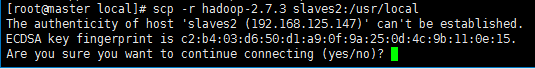 [root@master local]# scp -r hadoop-2.7.3 slaves2:/usr/local
The authenticity of host 'slaves2 (192.168.125.147)' can't be established.
ECDSA key fingerprint is c2:b4:03:d6:50:d1:a9:0f:9a:25:0d:4c:9b:11:0e:15.
Are you sure you want to continue connecting (yes/no)?